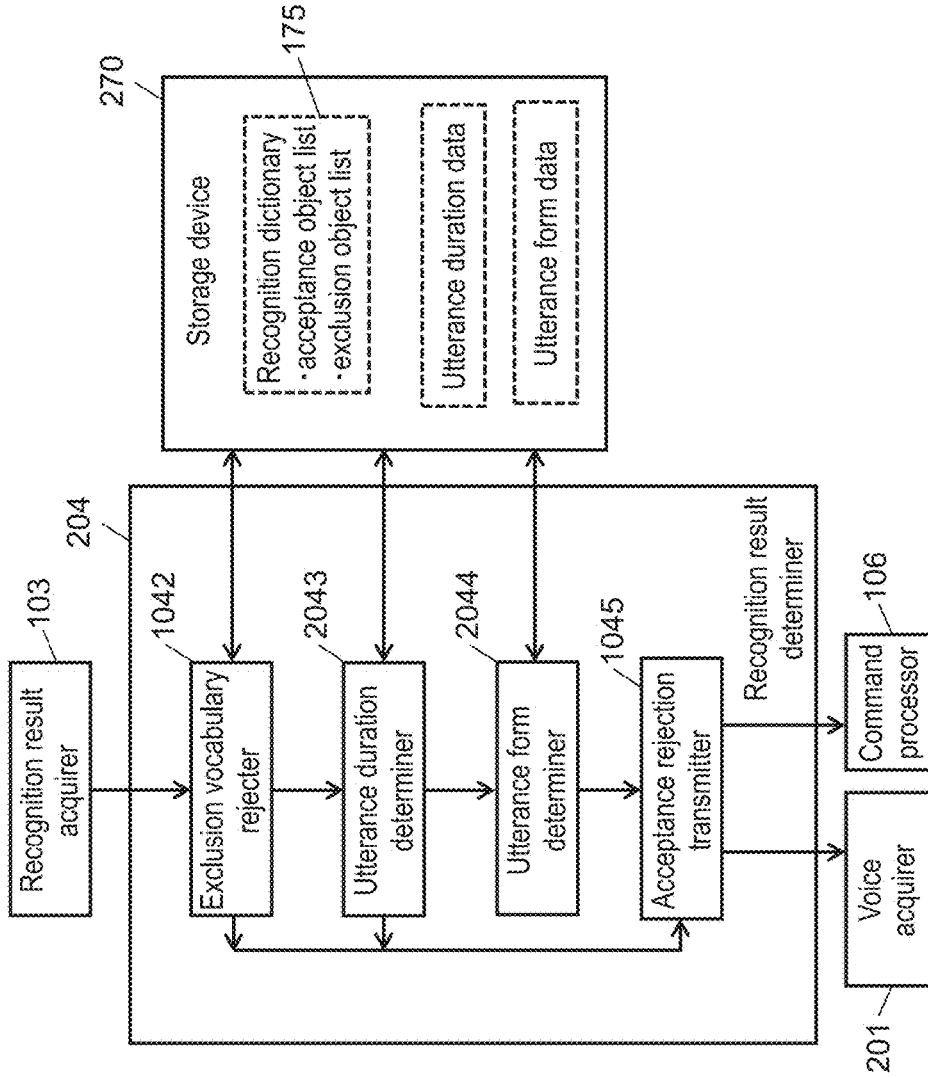 103
Recognition result
acquirer
204
1042
Exclusion vocabulary
rejecter
2043
Utterance duration
determiner
2044
Utterance form
determiner
1045
Acceptance rejection
transmitter
Recognition result
determiner
201
Voice
acquirer
106
Command
processor
270
Storage device
175
Recognition dictionary
・acceptance object list
・exclusion object list
Utterance duration data
Utterance form data